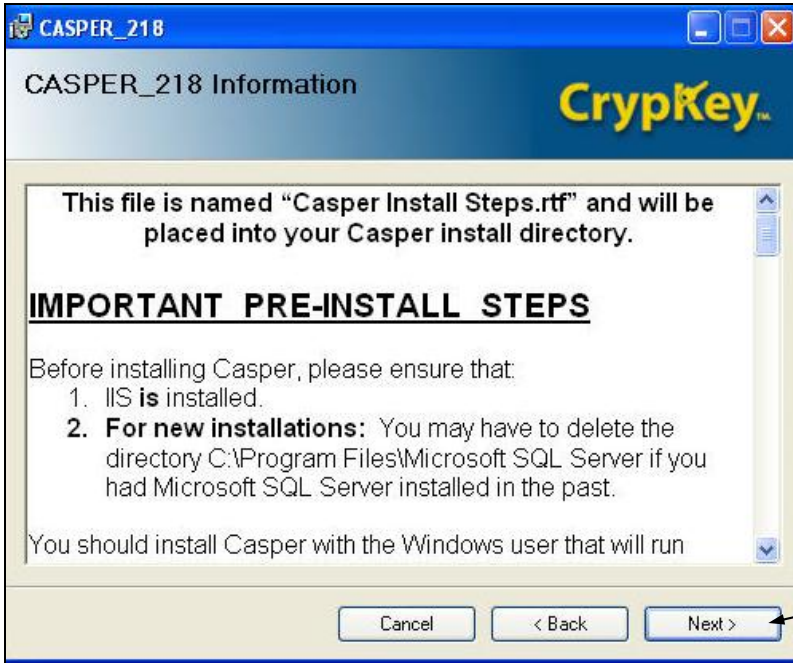 CASPER_218
CASPER_218 Information
CrypKey™
This file is named “Casper Install Steps.rtf” and will be
placed into your Casper install directory.
IMPORTANT PRE-INSTALL STEPS
Before installing Casper, please ensure that:
1. IIS is installed.
2. For new installations: You may have to delete the
directory C:\Program Files\Microsoft SQL Server if you
had Microsoft SQL Server installed in the past.
You should install Casper with the Windows user that will run
Cancel
< Back
Next >